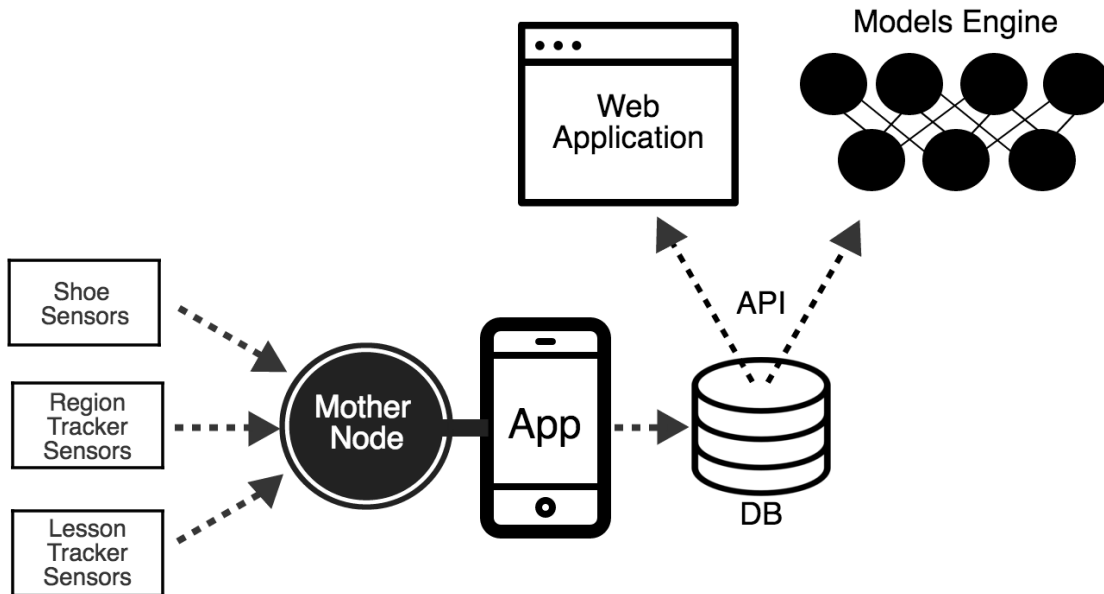 Models Engine
Web
Application
API
Shoe
Sensors
Region
Tracker
Sensors
Lesson
Tracker
Sensors
Mother
Node
App
DB